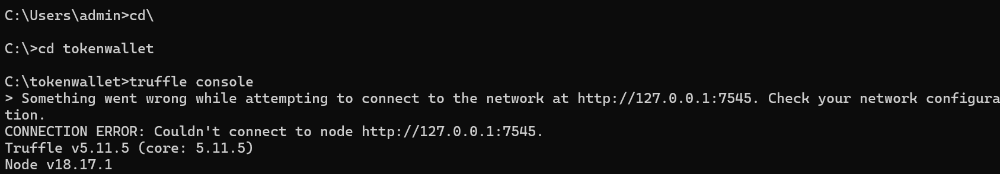 C:\Users\admin>cd\
C:\>cd tokenwallet
C:\tokenwallet>truffle console
> Something went wrong while attempting to connect to the network at http://127.0.0.1:7545. Check your network configura
tion.
CONNECTION ERROR: Couldn't connect to node http://127.0.0.1:7545.
Truffle v5.11.5 (core: 5.11.5)
Node v18.17.1